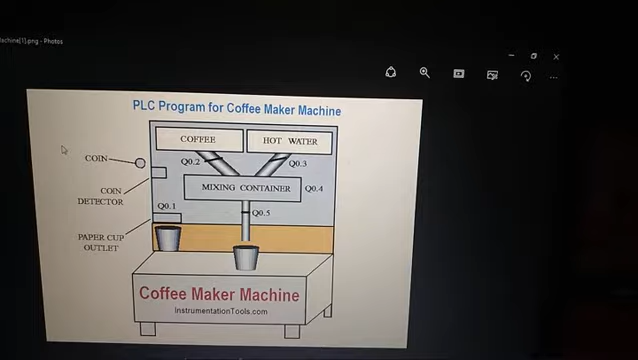 achine[1].png - Photos
PLC Program for Coffee Maker Machine
COFFEE
HOT WATER
COIN
Q0.2
Q0.3
MIXING CONTAINER
Q0.4
COIN
DETECTOR
Q0.1
Q0.5
PAPER CUP
OUTLET
Coffee Maker Machine
InstrumentationTools.com